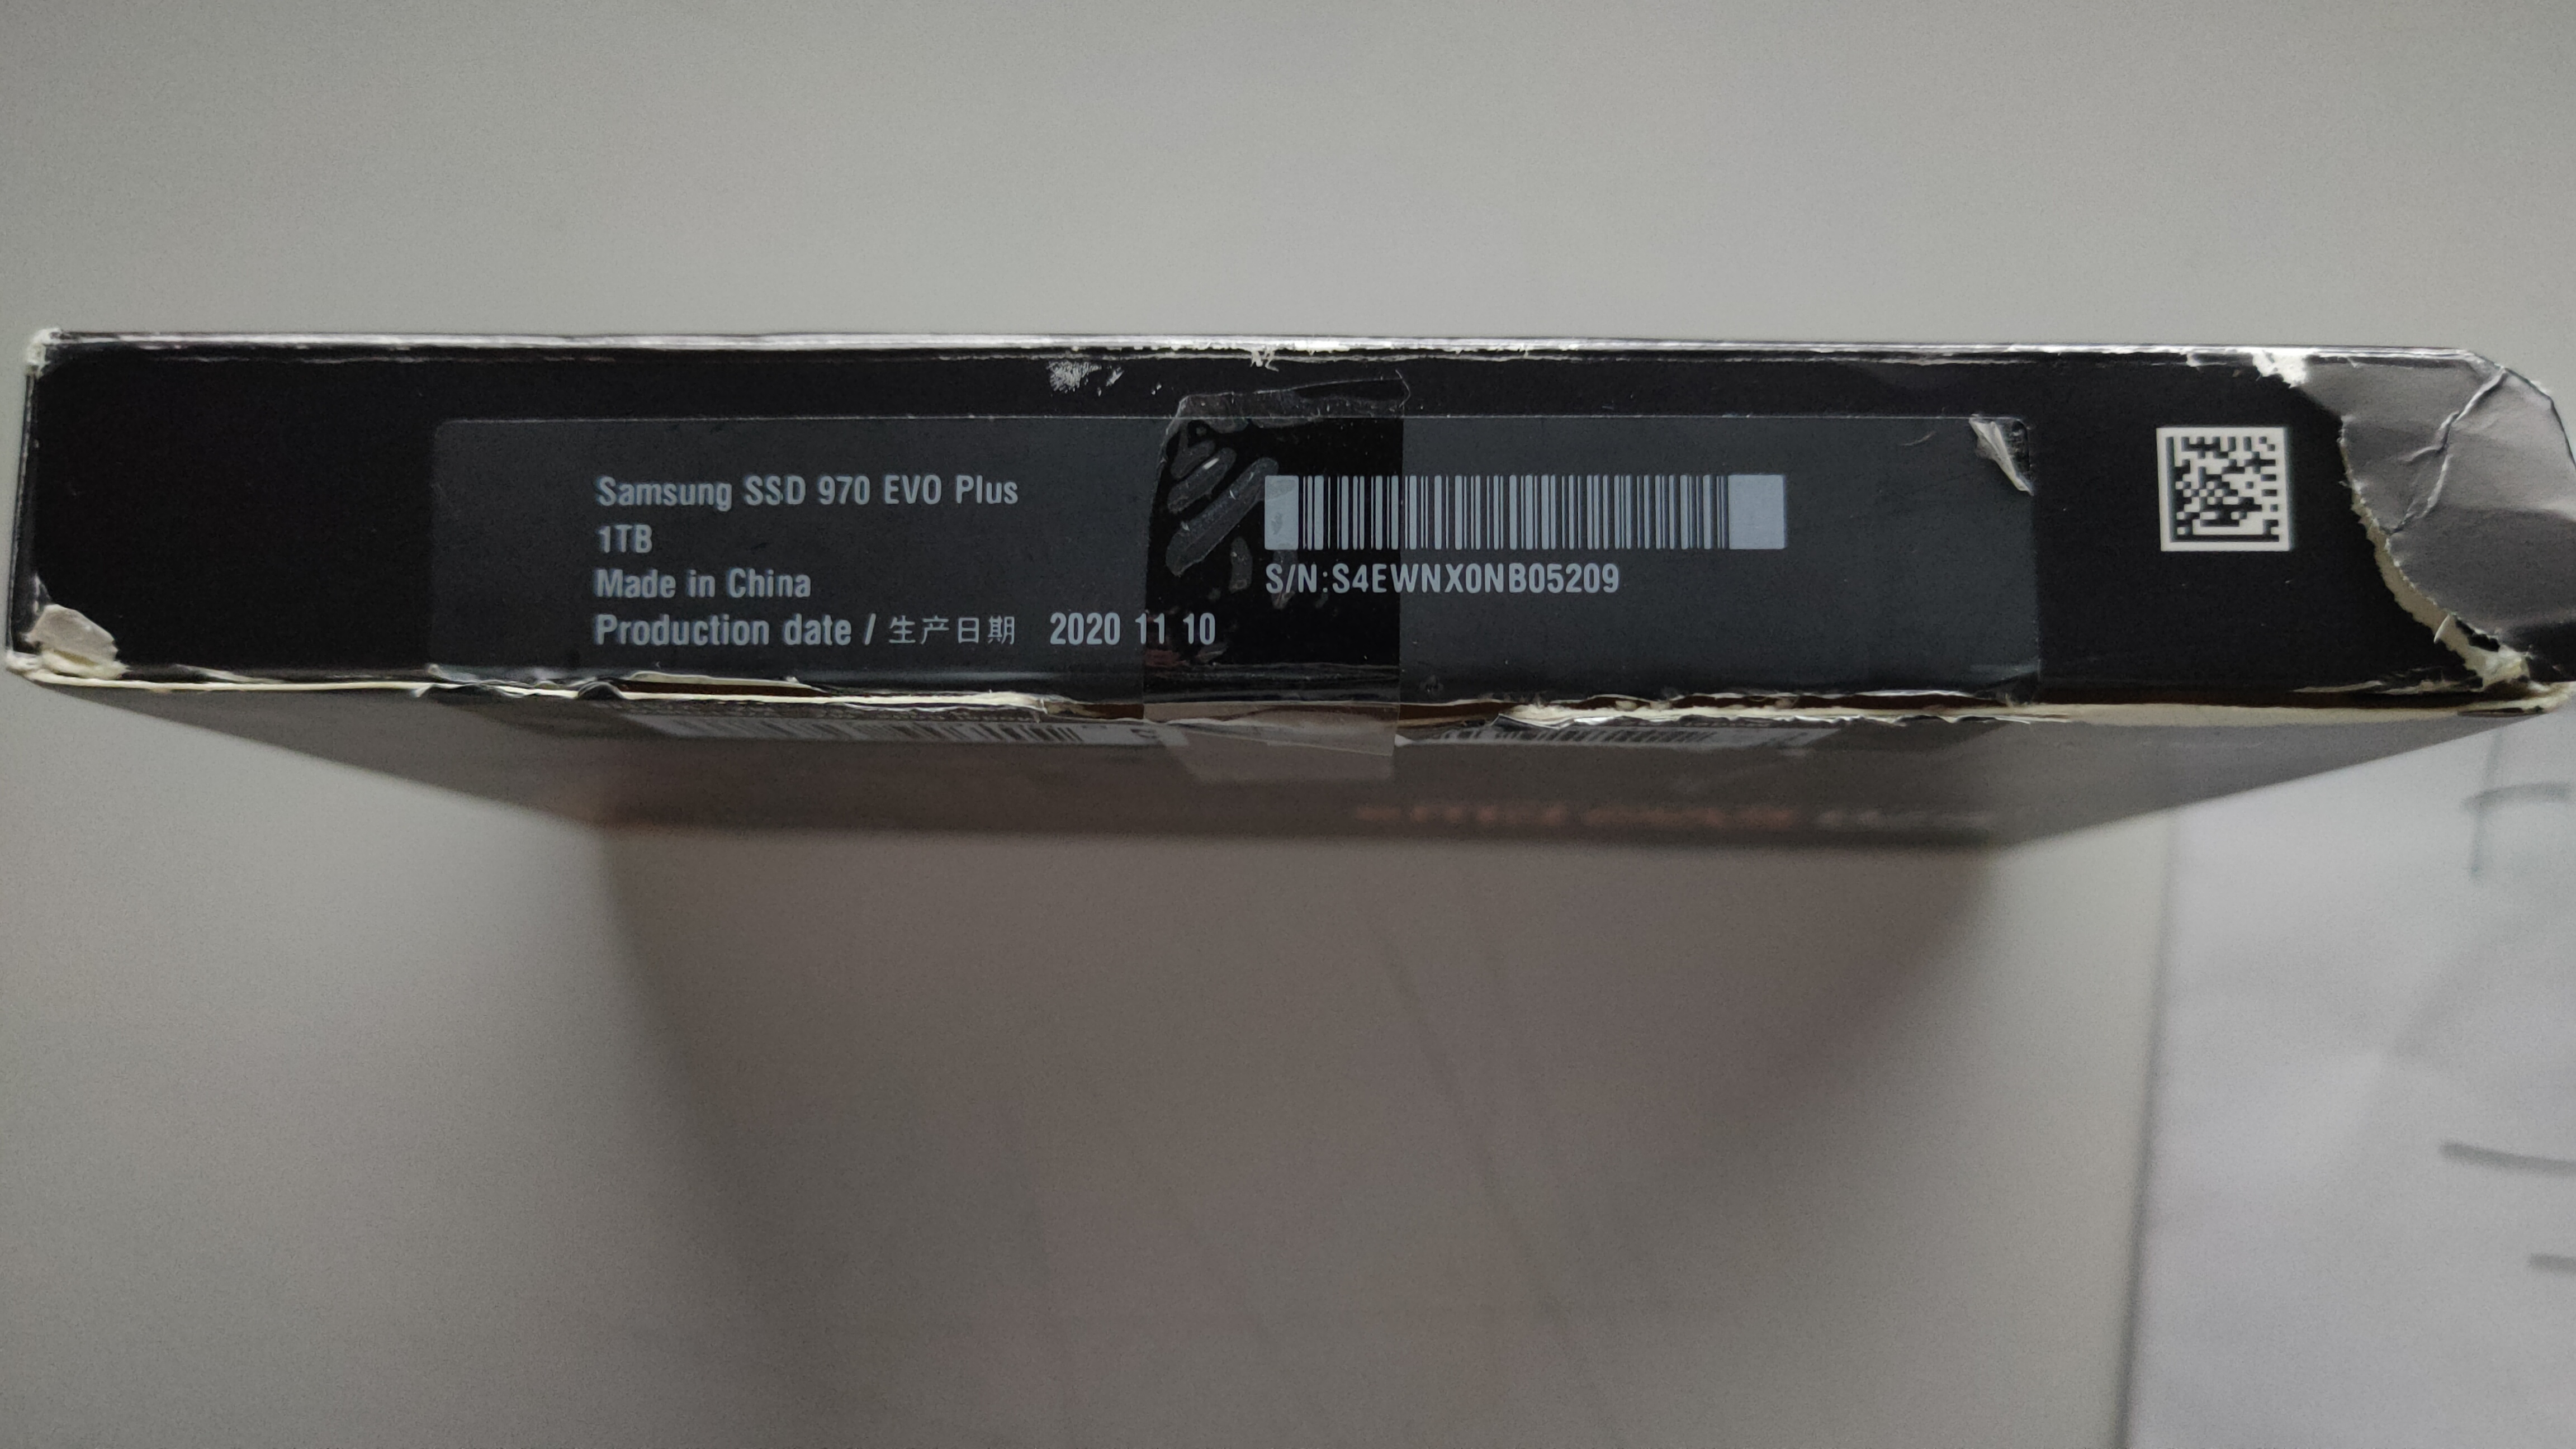 Samsung SSD 970 EVO Plus
1TB
Made in China
Production date / 生产日期 2020 11 10
S/N:S4EWNX0NB05209